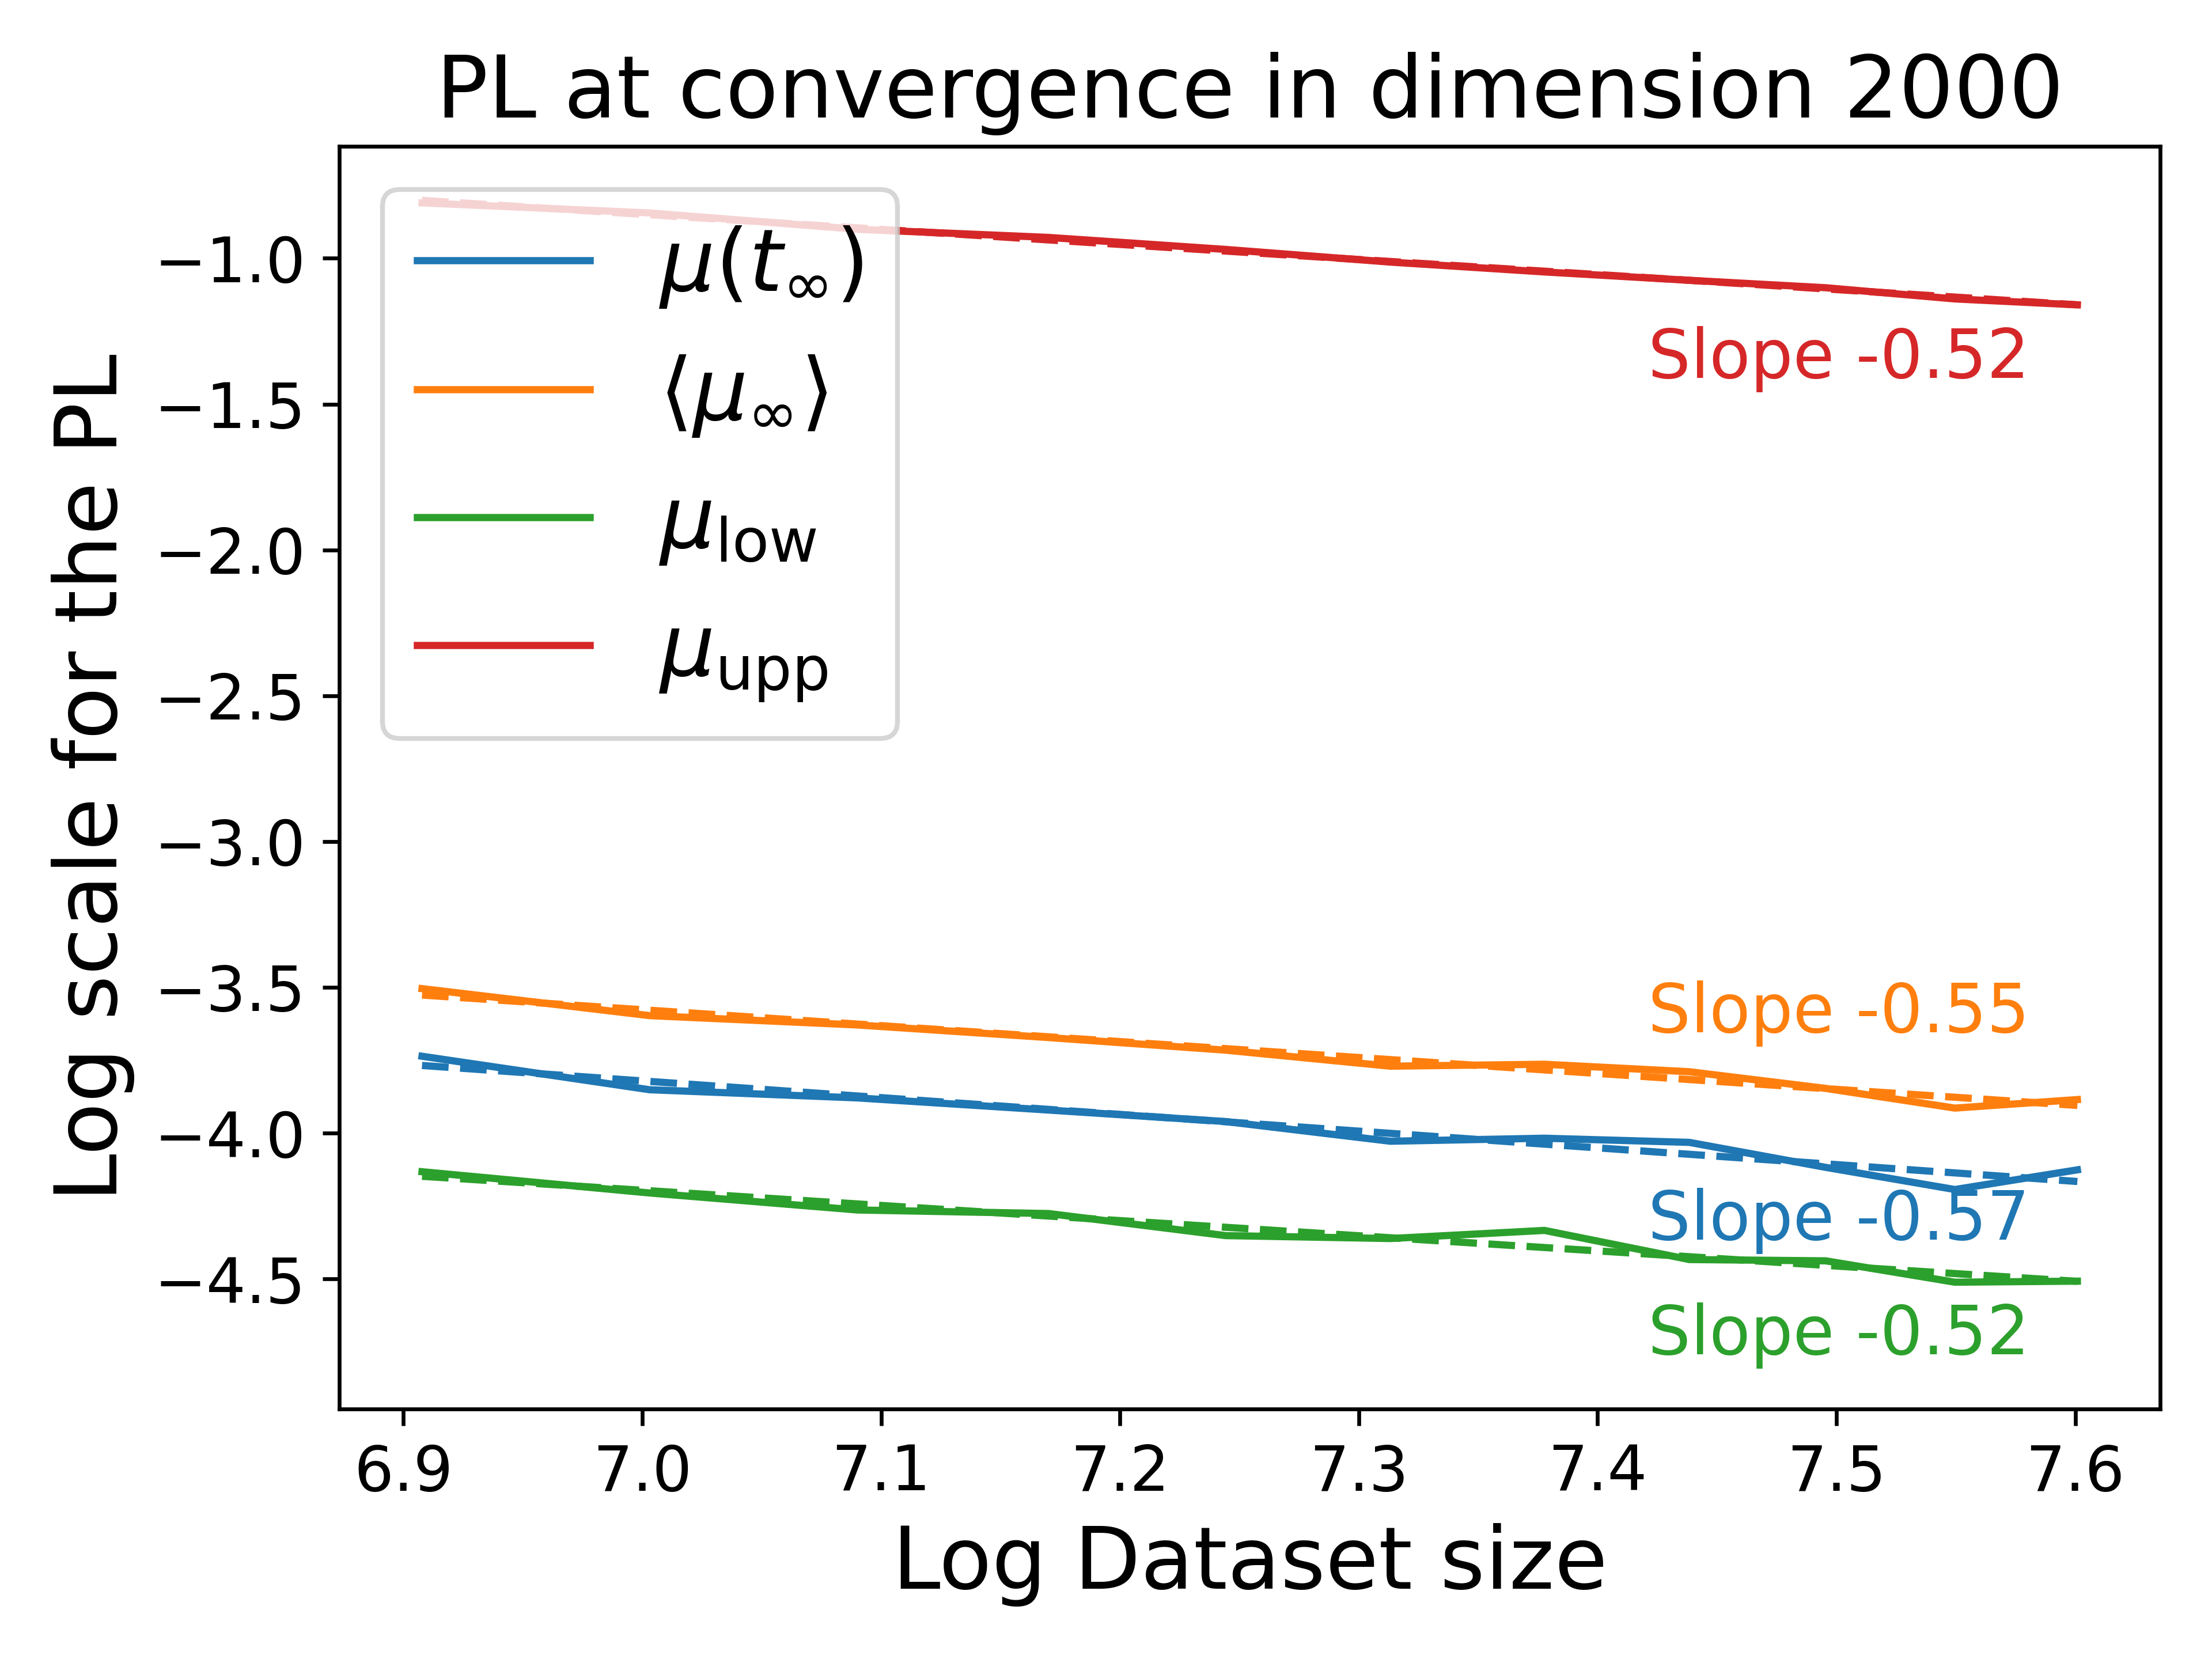 PL at convergence in dimension 2000
Log scale for the PL
−1.0
−1.5
−2.0
−2.5
−3.0
−3.5
−4.0
−4.5
μ(t∞)
⟨μ∞⟩
μlow
μupp
Slope -0.52
Slope -0.55
Slope -0.57
Slope -0.52
6.9 7.0 7.1 7.2 7.3 7.4 7.5 7.6
Log Dataset size